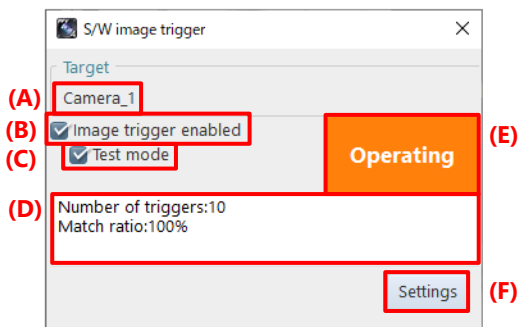 S/W image trigger
Target
(A) Camera_1
(B) Image trigger enabled
(C) Test mode
Operating (E)
(D) Number of triggers:10
Match ratio:100%
Settings (F)